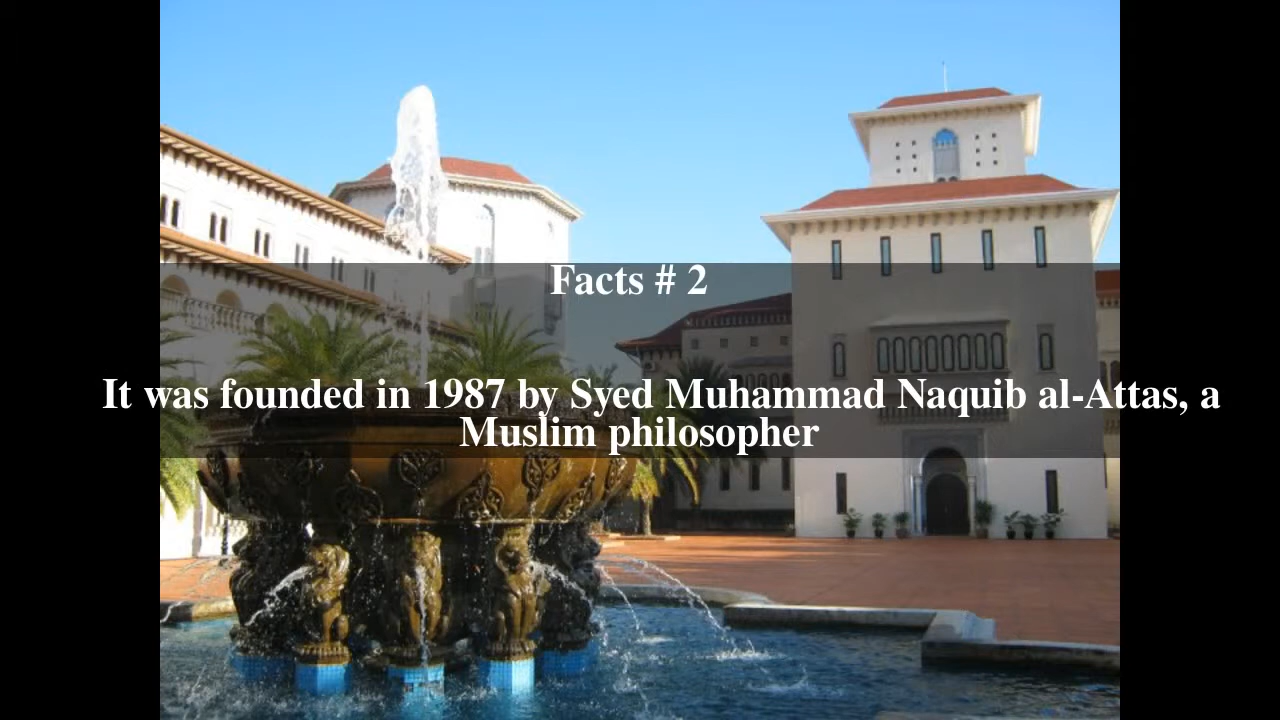 Facts # 2
It was founded in 1987 by Syed Muhammad Naquib al-Attas, a
Muslim philosopher